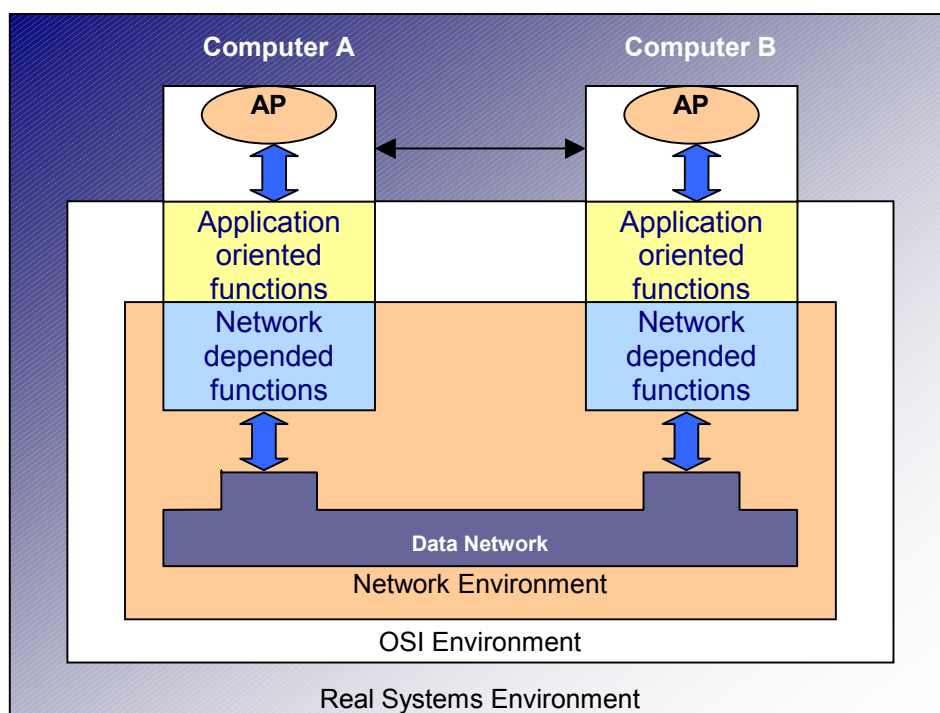 Computer A
Computer B
AP
AP
Application
oriented
functions
Application
oriented
functions
Network
depended
functions
Network
depended
functions
Data Network
Network Environment
OSI Environment
Real Systems Environment